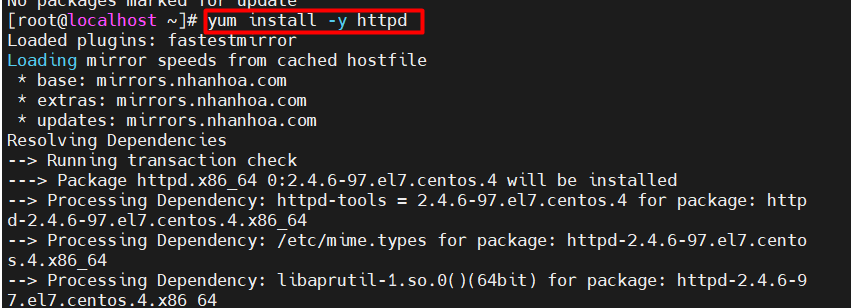 No packages marked for update
[root@localhost ~]# yum install -y httpd
Loaded plugins: fastestmirror
Loading mirror speeds from cached hostfile
 * base: mirrors.nhanhoa.com
 * extras: mirrors.nhanhoa.com
 * updates: mirrors.nhanhoa.com
Resolving Dependencies
--> Running transaction check
---> Package httpd.x86_64 0:2.4.6-97.el7.centos.4 will be installed
--> Processing Dependency: httpd-tools = 2.4.6-97.el7.centos.4 for package: http
d-2.4.6-97.el7.centos.4.x86_64
--> Processing Dependency: /etc/mime.types for package: httpd-2.4.6-97.el7.cento
s.4.x86_64
--> Processing Dependency: libaprutil-1.so.0()(64bit) for package: httpd-2.4.6-9
7.el7.centos.4.x86_64